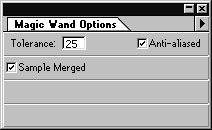 Magic Wand Options
Tolerance: 25 Anti-aliased
Sample Merged